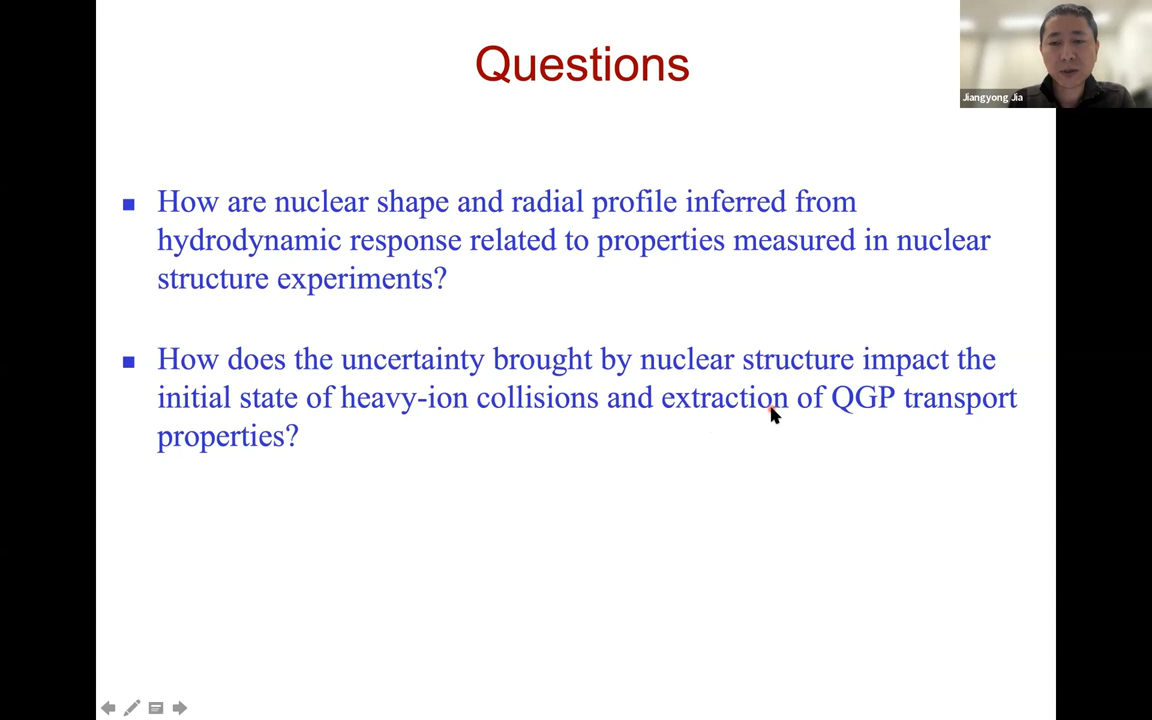 Questions
Jiangyong Jia
How are nuclear shape and radial profile inferred from
hydrodynamic response related to properties measured in nuclear
structure experiments?
How does the uncertainty brought by nuclear structure impact the
initial state of heavy-ion collisions and extraction of QGP transport
properties?